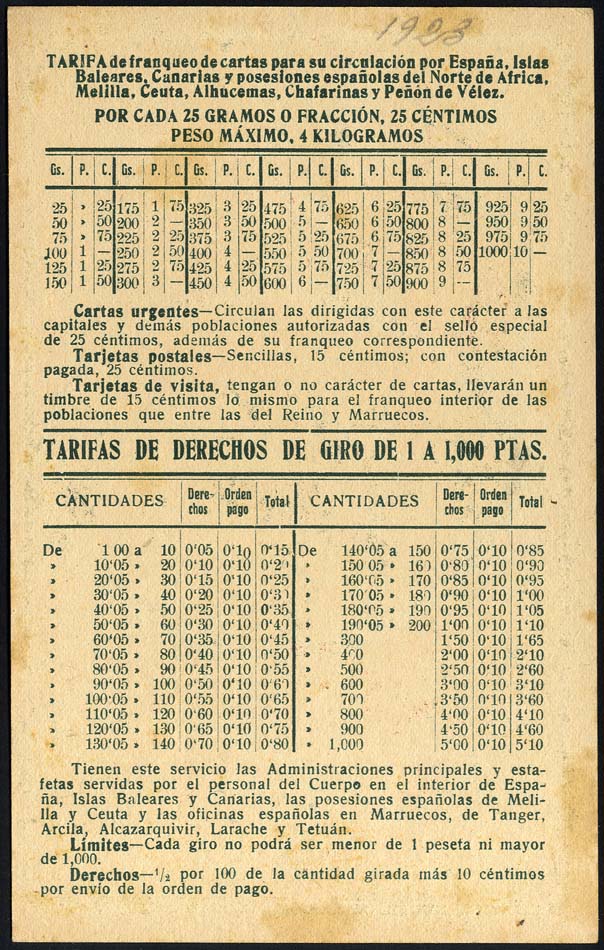 1923
TARIFA de franqueo de cartas para su circulación por España, Islas
Baleares, Canarias y posesiones españolas del Norte de Africa,
Melilla, Ceuta, Alhucemas, Chafarinas y Peñón de Vélez.
POR CADA 25 GRAMOS O FRACCIÓN, 25 CÉNTIMOS
PESO MÁXIMO, 4 KILOGRAMOS
Gs. P. C. Gs. P. C. Gs. P. C. Gs. P. C. Gs. P. C. Gs. P. C. Gs. P. C.
25 » 25 175 1 75 325 3 25 475 4 75 625 6 25 775 7 75 925 9 25
50 » 50 200 2 — 350 3 50 500 5 — 650 6 50 800 8 — 950 9 50
75 » 75 225 2 25 375 3 75 525 5 25 675 6 75 825 8 25 975 9 75
100 1 — 250 2 50 400 4 — 550 5 50 700 7 — 850 8 50 1000 10 —
125 1 25 275 2 75 425 4 25 575 5 75 725 7 25 875 8 75
150 1 50 300 3 — 450 4 50 600 6 — 750 7 50 900 9 —
Cartas urgentes—Circulan las dirigidas con este carácter a las
capitales y demás poblaciones autorizadas con el sello especial
de 25 céntimos, además de su franqueo correspondiente.
Tarjetas postales—Sencillas, 15 céntimos; con contestación
pagada, 25 céntimos.
Tarjetas de visita, tengan o no carácter de cartas, llevarán un
timbre de 15 céntimos lo mismo para el franqueo interior de las
poblaciones que entre las del Reino y Marruecos.
TARIFAS DE DERECHOS DE GIRO DE 1 A 1,000 PTAS.
CANTIDADES Dere-chos Orden pago Total CANTIDADES Dere-chos Orden pago Total
De 1 00 a 10 0'05 0'10 0'15 De 140'05 a 150 0'75 0'10 0'85
» 10'05 » 20 0'10 0'10 0'20 » 150 05 » 160 0'80 0'10 0'90
» 20'05 » 30 0'15 0'10 0'25 » 160'05 » 170 0'85 0'10 0'95
» 30'05 » 40 0'20 0'10 0'30 » 170'05 » 180 0'90 0'10 1'00
» 40'05 » 50 0'25 0'10 0'35 » 180'05 » 190 0'95 0'10 1'05
» 50'05 » 60 0'30 0'10 0'40 » 190'05 » 200 1'00 0'10 1'10
» 60'05 » 70 0'35 0'10 0'45 » 300 1'50 0'10 1'65
» 70'05 » 80 0'40 0'10 0'50 » 400 2'00 0'10 2'10
» 80'05 » 90 0'45 0'10 0'55 » 500 2'50 0'10 2'60
» 90'05 » 100 0'50 0'10 0'60 » 600 3'00 0'10 3'10
» 100'05 » 110 0'55 0'10 0'65 » 700 3'50 0'10 3'60
» 110'05 » 120 0'60 0'10 0'70 » 800 4'00 0'10 4'10
» 120'05 » 130 0'65 0'10 0'75 » 900 4'50 0'10 4'60
» 130'05 » 140 0'70 0'10 0'80 » 1,000 5'00 0'10 5'10
Tienen este servicio las Administraciones principales y esta-
fetas servidas por el personal del Cuerpo en el interior de Espa-
ña, Islas Baleares y Canarias, las posesiones españolas de Meli-
lla y Ceuta y las oficinas españolas en Marruecos, de Tanger,
Arcila, Alcazarquivir, Larache y Tetuán.
Límites—Cada giro no podrá ser menor de 1 peseta ni mayor
de 1,000.
Derechos—1/2 por 100 de la cantidad girada más 10 céntimos
por envío de la orden de pago.